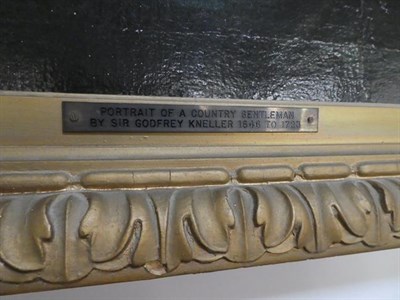 PORTRAIT OF A COUNTRY GENTLEMAN
BY SIR GODFREY KNELLER 1646 TO 1723